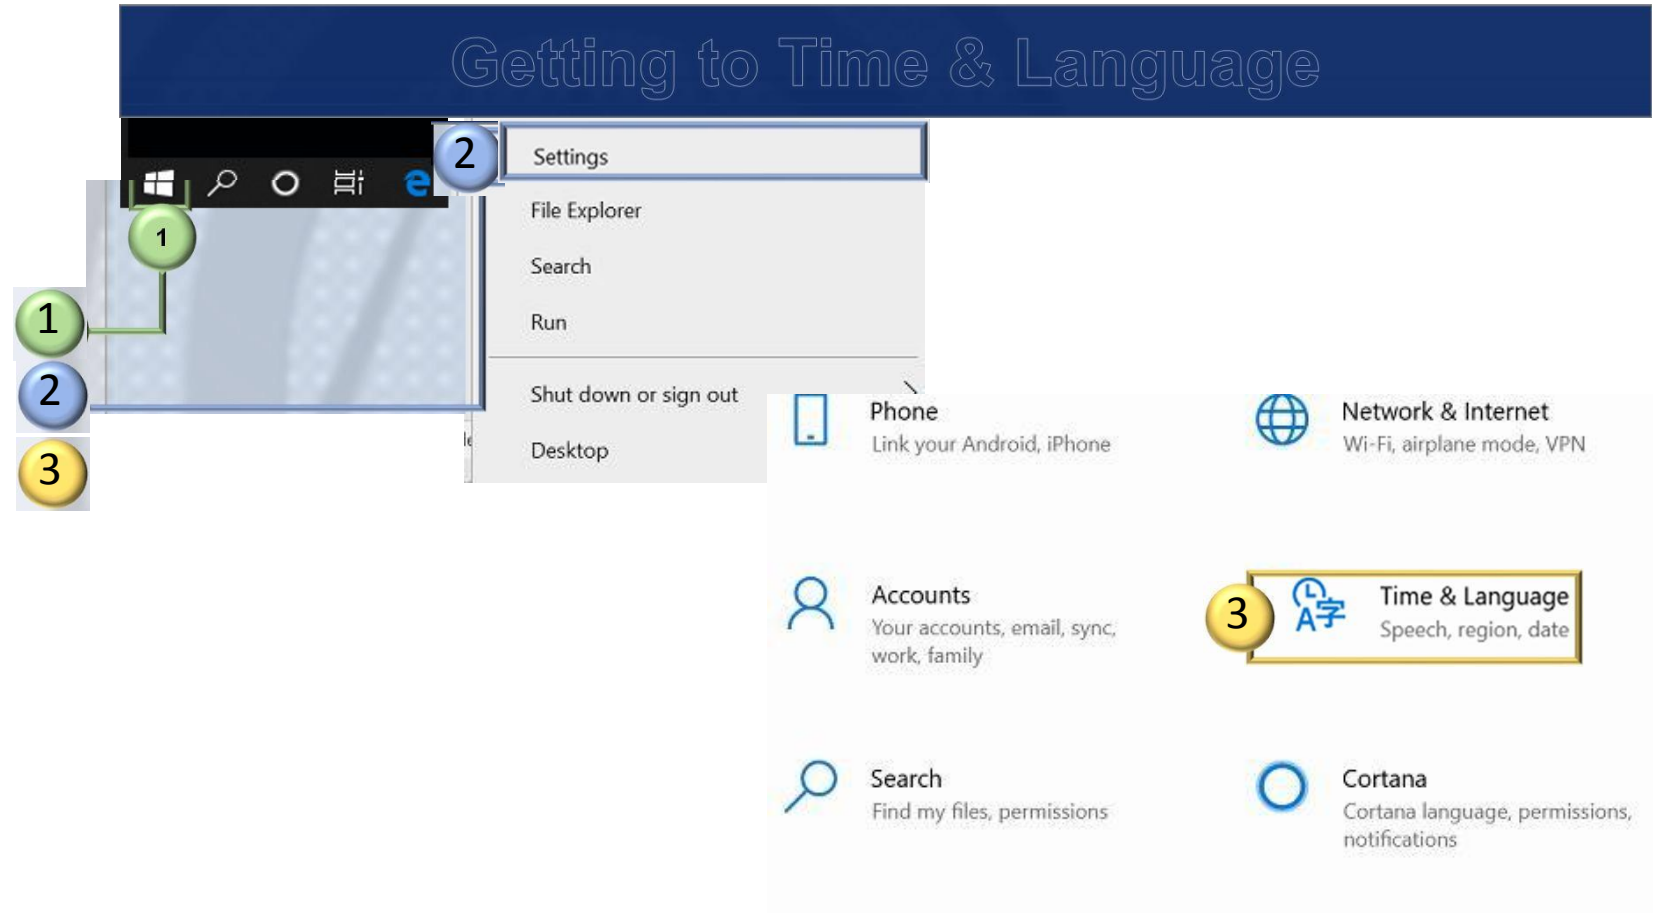 Getting to Time & Language
2
Settings
File Explorer
Search
Run
Shut down or sign out
Desktop
1
1
2
3
Phone
Link your Android, iPhone
Network & Internet
Wi-Fi, airplane mode, VPN
Accounts
Your accounts, email, sync,
work, family
3
Time & Language
Speech, region, date
Search
Find my files, permissions
Cortana
Cortana language, permissions,
notifications